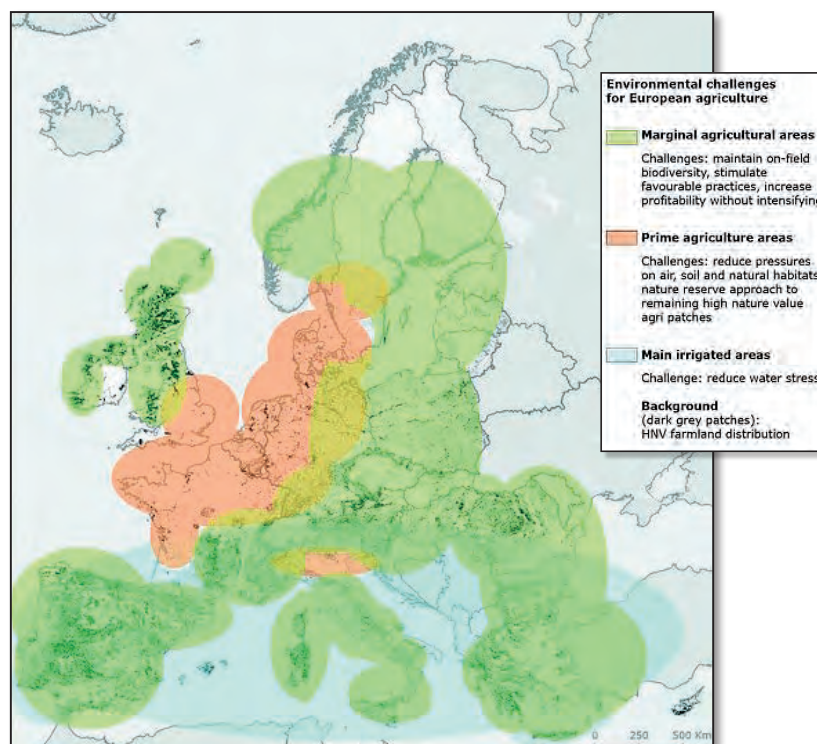 Environmental challenges
for European agriculture
Marginal agricultural areas
Challenges: maintain on-field
biodiversity, stimulate
favourable practices, increase
profitability without intensifying
Prime agriculture areas
Challenges: reduce pressures
on air, soil and natural habitats
nature reserve approach to
remaining high nature value
agri patches
Main irrigated areas
Challenge: reduce water stress
Background
(dark grey patches):
HNV farmland distribution
0 250 500 Km